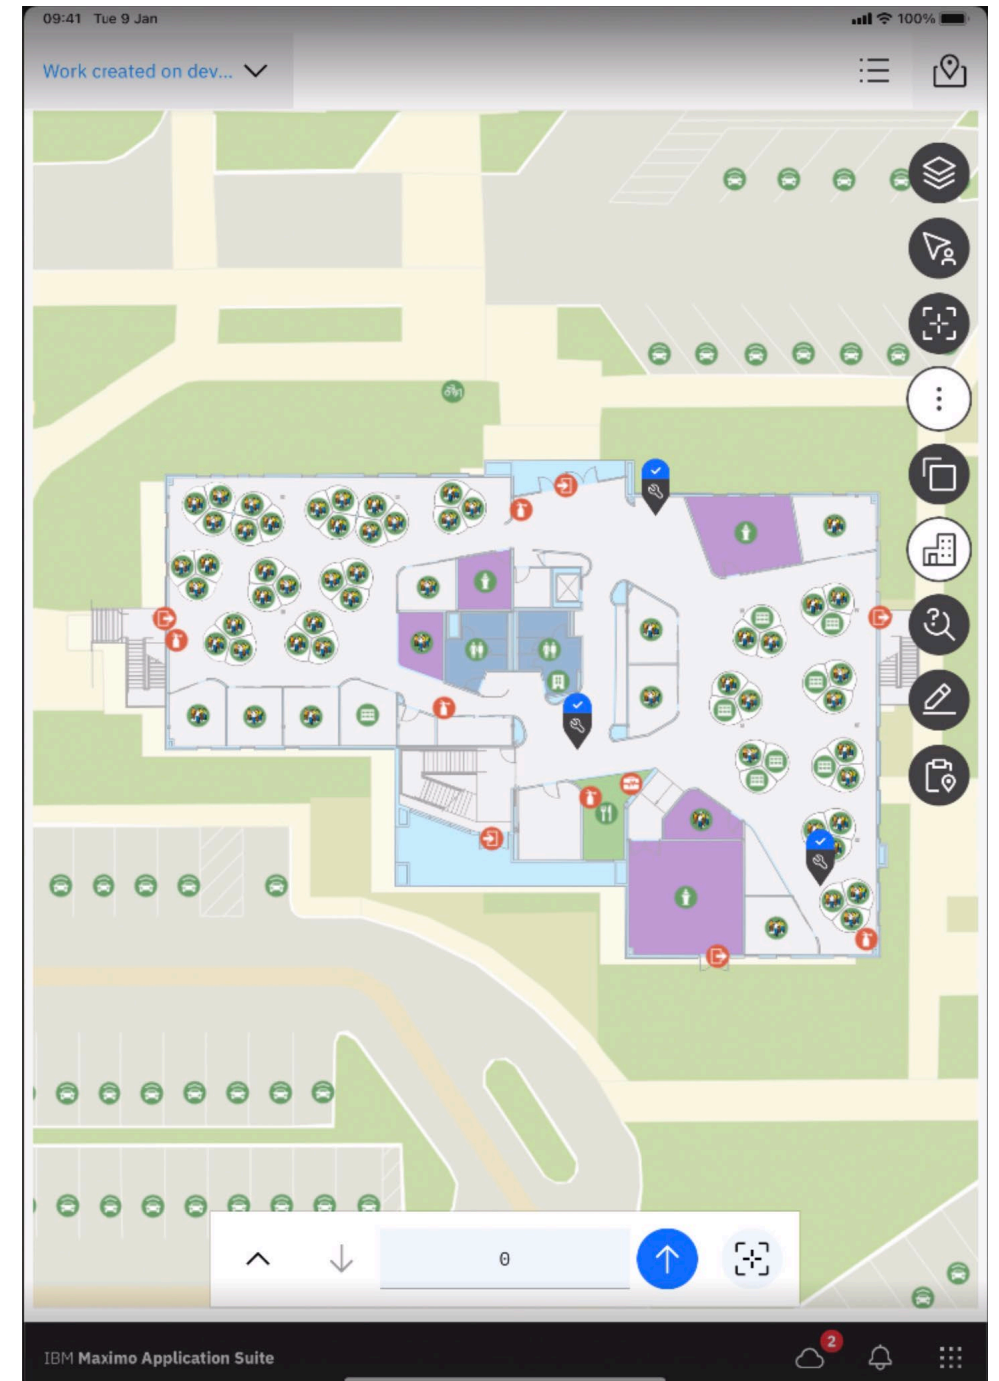 09:41 Tue 9 Jan
100%
Work created on dev...
0
IBM Maximo Application Suite
2